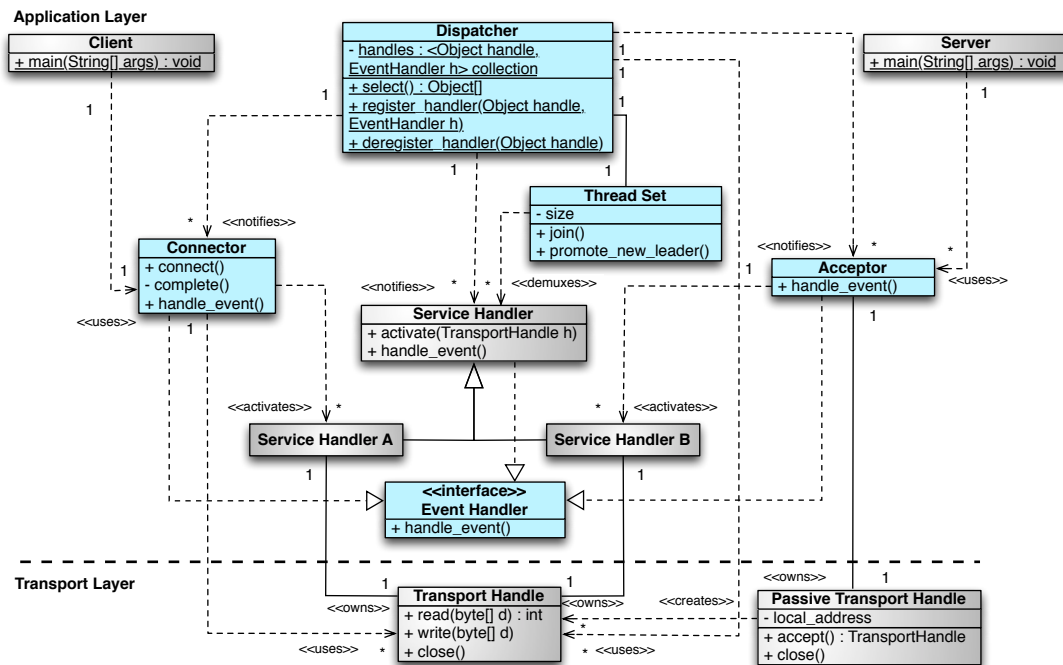 Application Layer
Client
+ main(String[] args) : void
Dispatcher
- handles : <Object handle,
EventHandler h> collection
+ select() : Object[]
+ register_handler(Object handle,
EventHandler h)
+ deregister_handler(Object handle)
Server
+ main(String[] args) : void
1
1
1
1
1
1
1
1
Thread Set
- size
+ join()
+ promote_new_leader()
* <<notifies>>
Connector
+ connect()
- complete()
+ handle_event()
1
<<uses>>
1
<<notifies>>
* *
<<demuxes>>
<<notifies>>
*
*
1
Acceptor
+ handle_event()
<<uses>>
1
Service Handler
+ activate(TransportHandle h)
+ handle_event()
<<activates>> *
* <<activates>>
Service Handler A
Service Handler B
1
1
<<interface>>
Event Handler
+ handle_event()
Transport Layer
1
<<owns>>
Transport Handle
+ read(byte[] d) : int
+ write(byte[] d)
+ close()
1
<<owns>>
<<creates>>
*
<<uses>> *
* <<uses>>
<<owns>>
1
Passive Transport Handle
- local_address
+ accept() : TransportHandle
+ close()